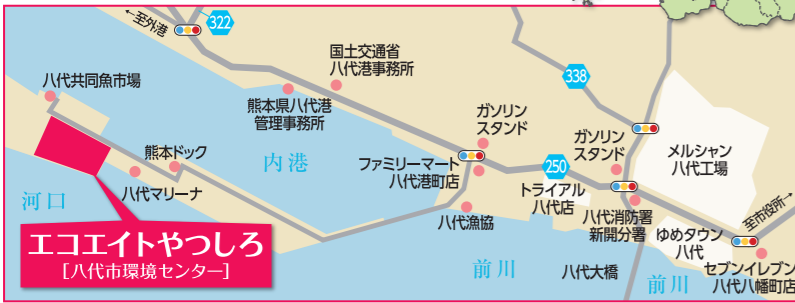 ←至外港
322
国土交通省
八代港事務所
八代共同魚市場
熊本県八代港
管理事務所
338
ガソリン
スタンド
ガソリン
スタンド
メルシャン
八代工場
熊本ドック
内港
ファミリーマート
八代港町店
250
トライアル
八代店
八代マリーナ
河口
八代漁協
八代消防署
新開分署
至市役所→
ゆめタウン
八代
エコエイトやつしろ
[八代市環境センター]
前川
八代大橋
前川
セブンイレブン
八代八幡町店